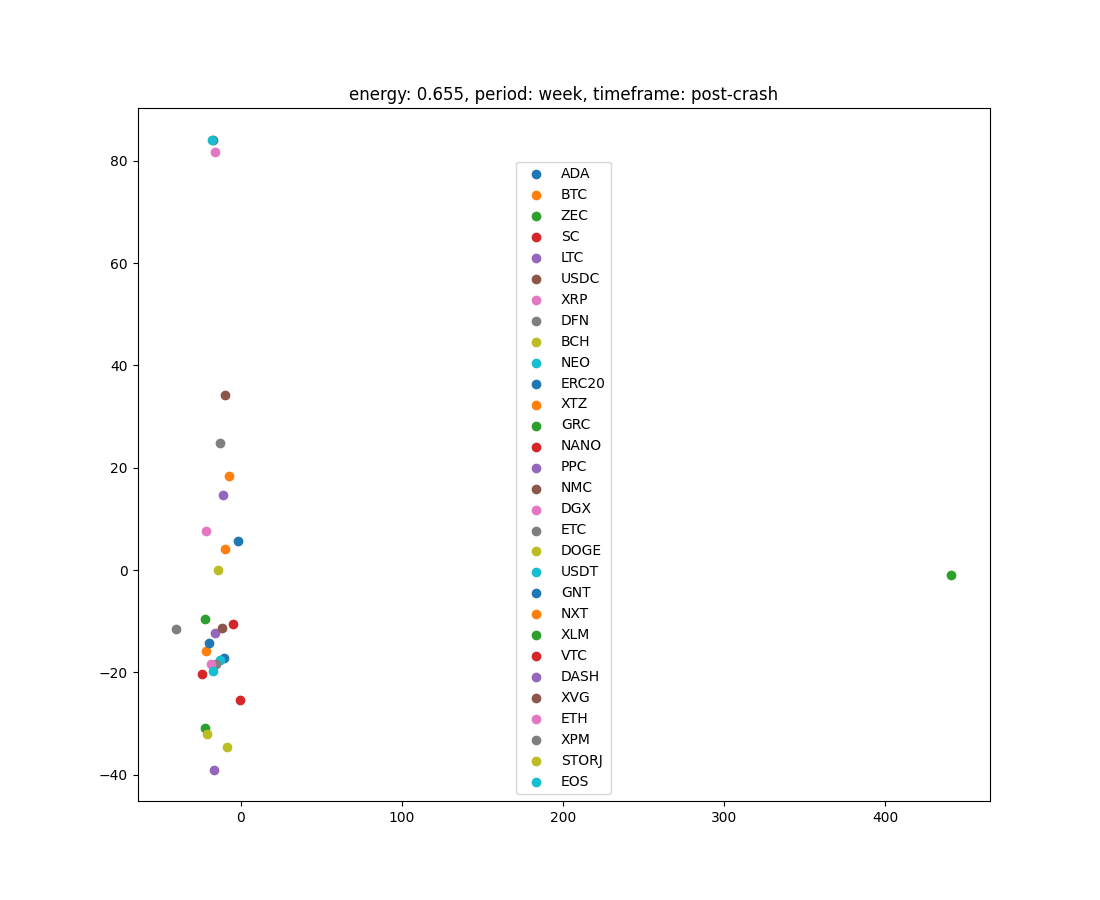 energy: 0.655, period: week, timeframe: post-crash
80
60
40
20
0
−20
−40
0
100
200
300
400
ADA
BTC
ZEC
SC
LTC
USDC
XRP
DFN
BCH
NEO
ERC20
XTZ
GRC
NANO
PPC
NMC
DGX
ETC
DOGE
USDT
GNT
NXT
XLM
VTC
DASH
XVG
ETH
XPM
STORJ
EOS